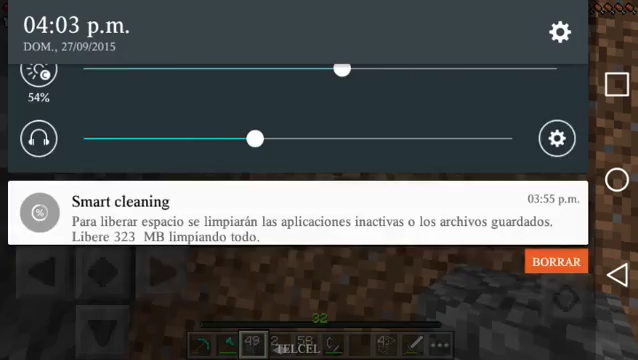 04:03 p.m.
DOM., 27/09/2015
54%
Smart cleaning
03:55 p.m.
%
Para liberar espacio se limpiarán las aplicaciones inactivas o los archivos guardados.
Libere 323 MB limpiando todo.
BORRAR
32
49
2
58
TELCEL